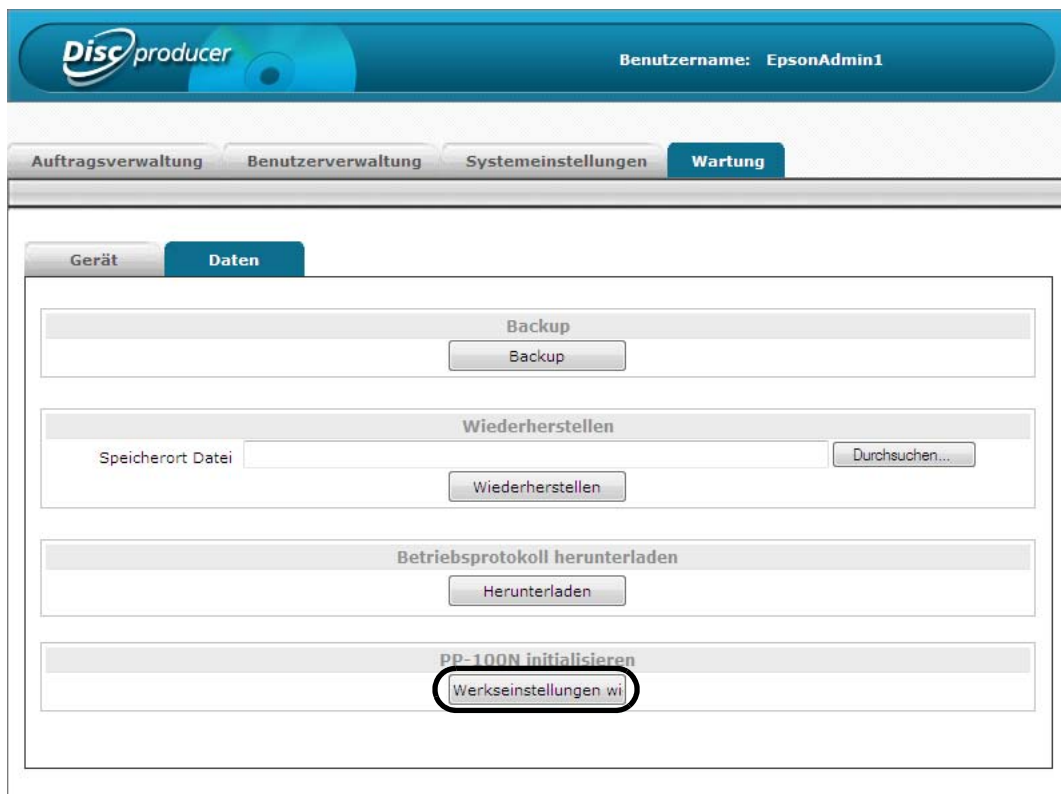 Disc producer
Benutzername: EpsonAdmin1
Auftragsverwaltung Benutzerverwaltung Systemeinstellungen Wartung
Gerät Daten
Backup
Backup
Wiederherstellen
Speicherort Datei Durchsuchen...
Wiederherstellen
Betriebsprotokoll herunterladen
Herunterladen
PP-100N initialisieren
Werkseinstellungen wi